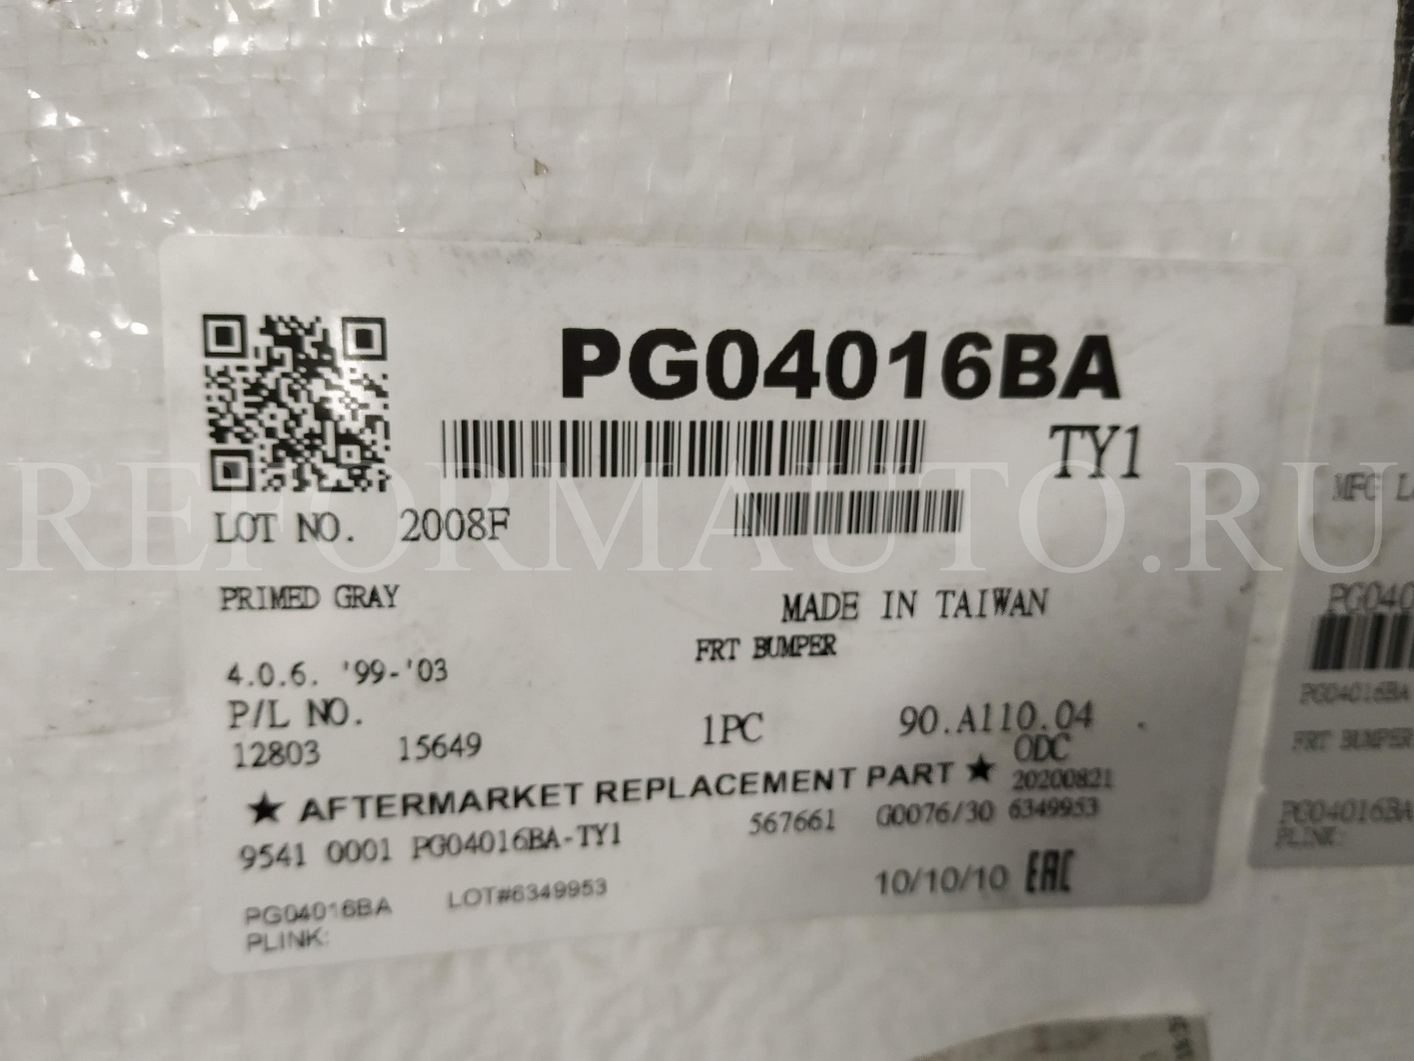 PG04016BA
TY1
LOT NO. 2008F
PRIMED GRAY
MADE IN TAIWAN
FRT BUMPER
4.0.6. '99-'03
P/L NO.
12803 15649
1PC
90.A110.04
ODC
★ AFTERMARKET REPLACEMENT PART ★
20200821
9541 0001 PG04016BA-TY1
567661 G0076/30 6349953
PG04016BA LOT#6349953
10/10/10 EAC
PLINK:
REFORMAUTO.RU
MFG
PG040
PG04016BA
FRT BUMPER
PG04016BA
PLINK: